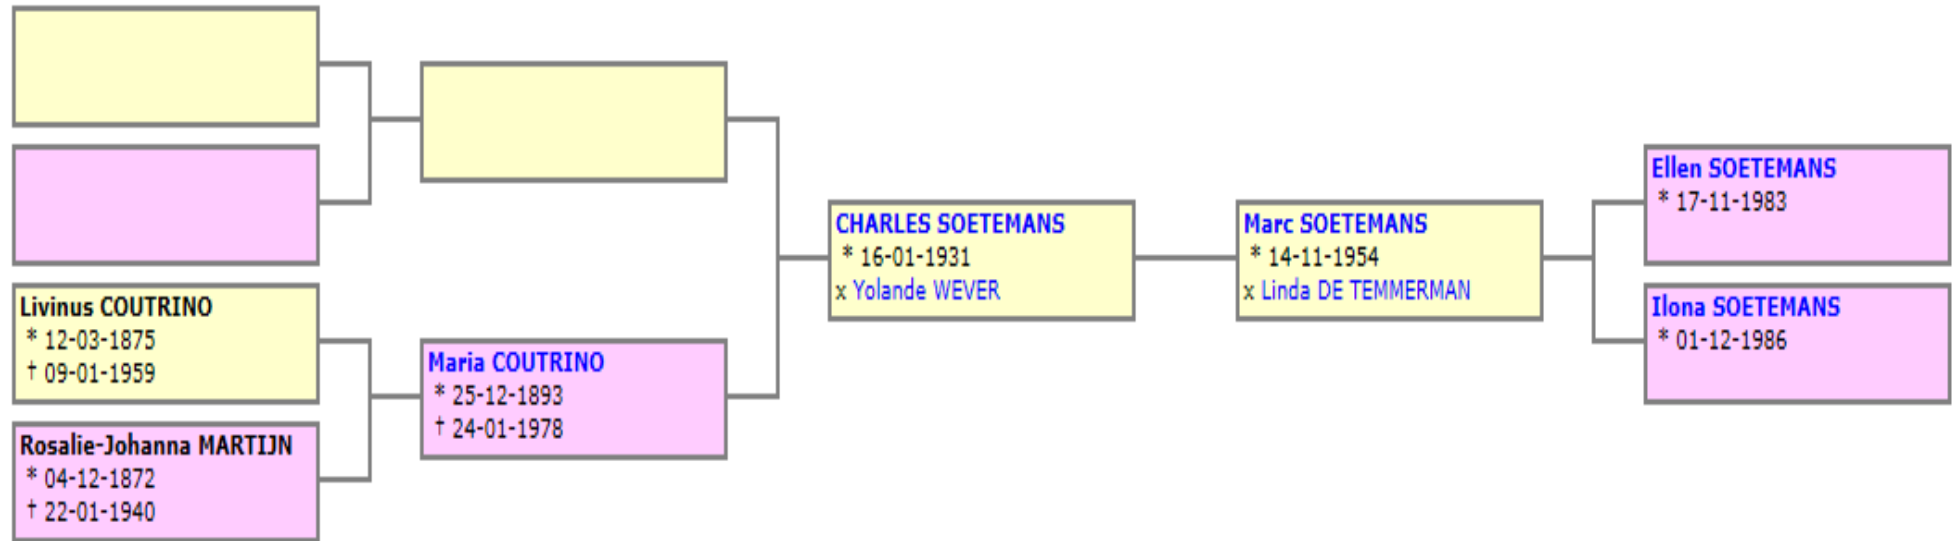 Livinus COUTRINO
* 12-03-1875
† 09-01-1959
Rosalie-Johanna MARTIJN
* 04-12-1872
† 22-01-1940
Maria COUTRINO
* 25-12-1893
† 24-01-1978
CHARLES SOETEMANS
* 16-01-1931
x Yolande WEVER
Marc SOETEMANS
* 14-11-1954
x Linda DE TEMMERMAN
Ellen SOETEMANS
* 17-11-1983
Ilona SOETEMANS
* 01-12-1986